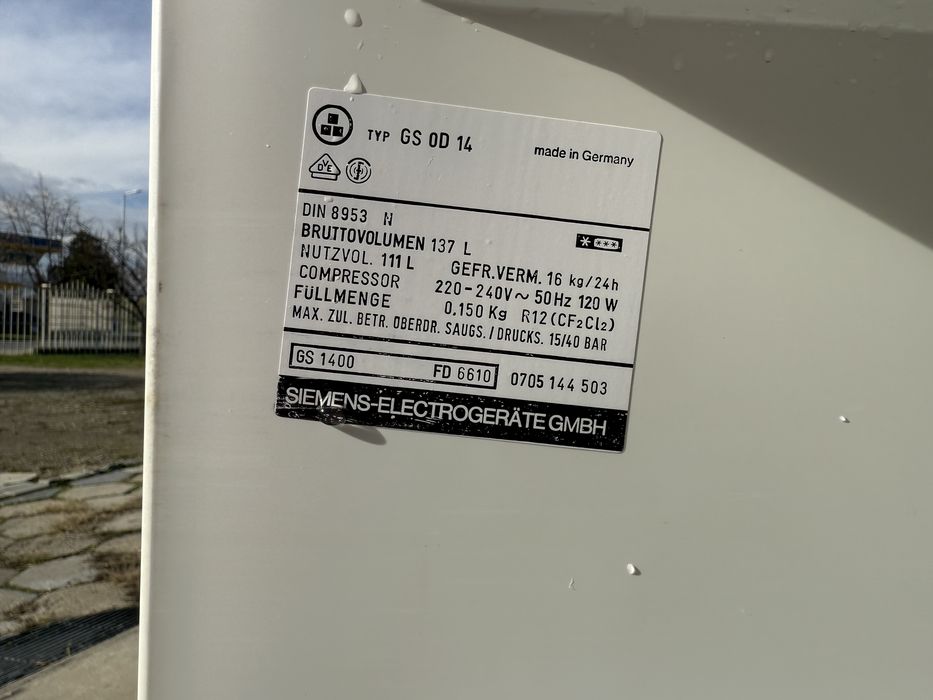 TYP GS 0D 14
made in Germany
DVE
DIN 8953 N
BRUTTOVOLUMEN 137 L
NUTZVOL. 111 L GEFR.VERM. 16 kg/24h
COMPRESSOR 220-240V~ 50Hz 120 W
FÜLLMENGE 0.150 Kg R12 (CF₂Cl₂)
MAX. ZUL. BETR. ÜBERDR. SAUGS. / DRUCKS. 15/40 BAR
GS 1400 FD 6610 0705 144 503
SIEMENS-ELECTROGERÄTE GMBH